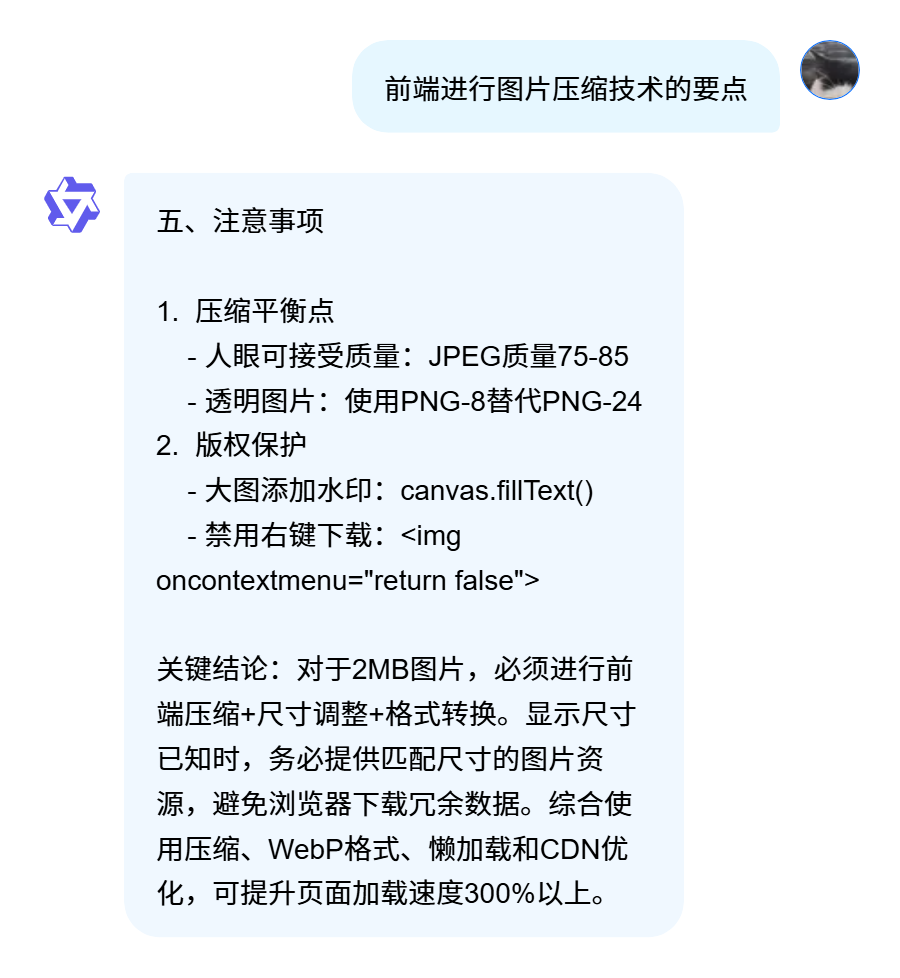 前端进行图片压缩技术的要点
五、注意事项
1. 压缩平衡点
- 人眼可接受质量：JPEG质量75-85
- 透明图片：使用PNG-8替代PNG-24
2. 版权保护
- 大图添加水印：canvas.fillText()
- 禁用右键下载：<img
oncontextmenu="return false">
关键结论：对于2MB图片，必须进行前
端压缩+尺寸调整+格式转换。显示尺寸
已知时，务必提供匹配尺寸的图片资
源，避免浏览器下载冗余数据。综合使
用压缩、WebP格式、懒加载和CDN优
化，可提升页面加载速度300%以上。